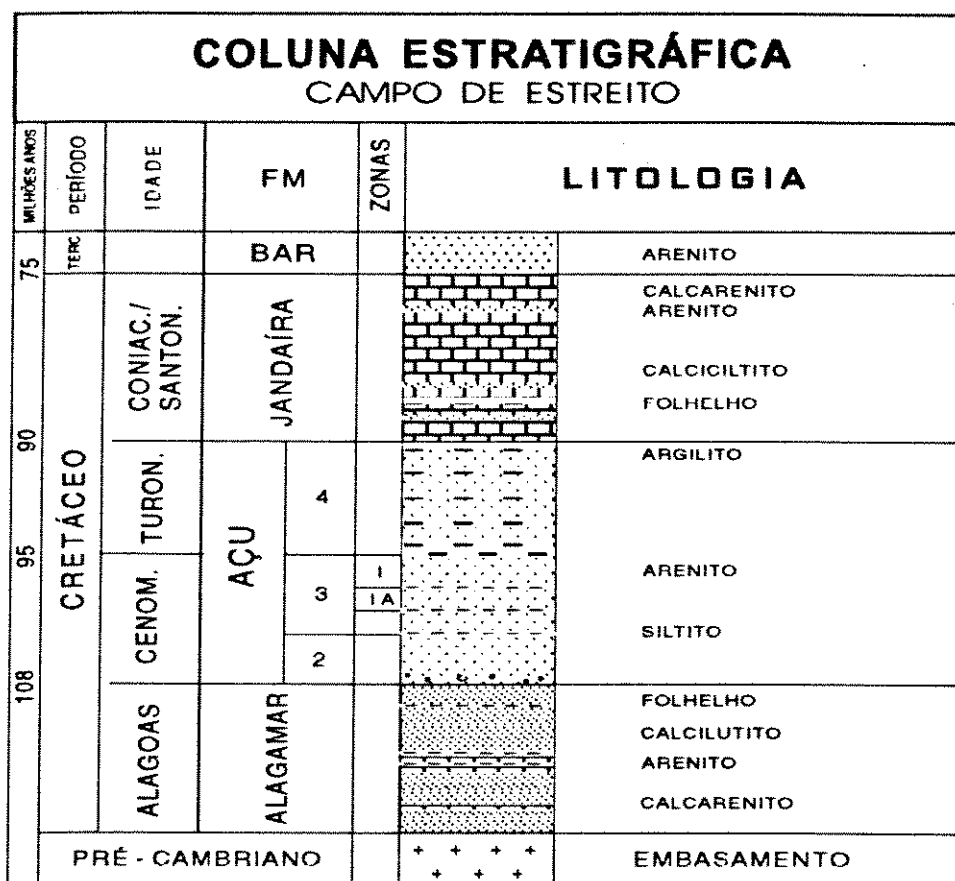 COLUNA ESTRATIGRÁFICA
CAMPO DE ESTREITO
MILHÕES ANOS
PERÍODO
IDADE
FM
ZONAS
LITOLOGIA
TERC
BAR
ARENITO
75
CRETÁCEO
CONIAC./
SANTON.
JANDAÍRA
CALCARENITO
ARENITO
CALCICILTITO
FOLHELHO
90
TURON.
AÇU
4
ARGILITO
95
CENOM.
3
I
IA
ARENITO
SILTITO
2
108
ALAGOAS
ALAGAMAR
FOLHELHO
CALCILUTITO
ARENITO
CALCARENITO
PRÉ - CAMBRIANO
EMBASAMENTO